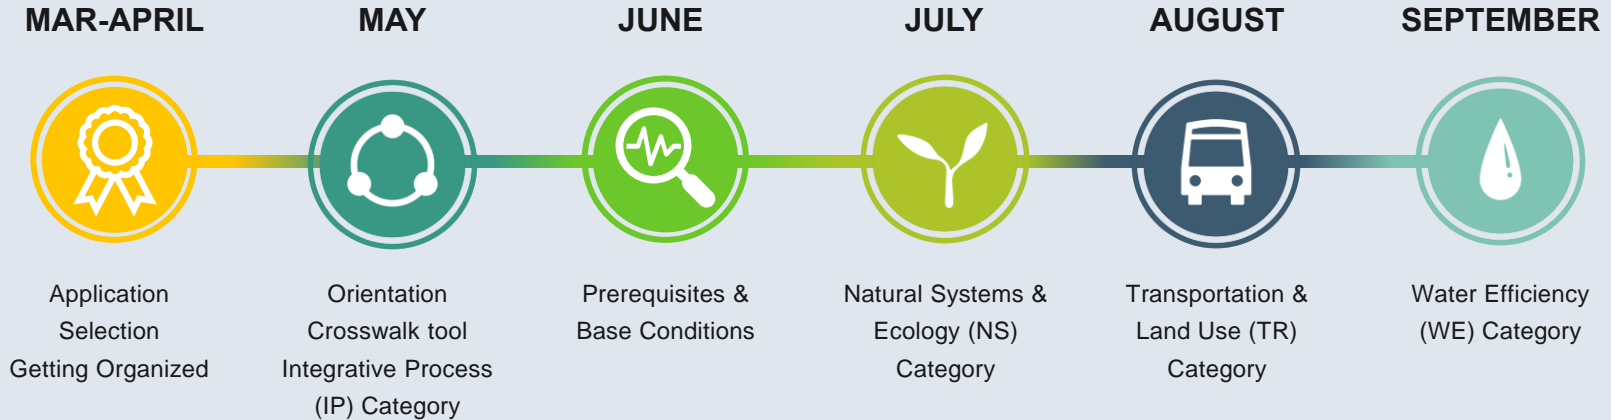 MAR-APRIL
Application
Selection
Getting Organized
MAY
Orientation
Crosswalk tool
Integrative Process
(IP) Category
JUNE
Prerequisites &
Base Conditions
JULY
Natural Systems &
Ecology (NS)
Category
AUGUST
Transportation &
Land Use (TR)
Category
SEPTEMBER
Water Efficiency
(WE) Category